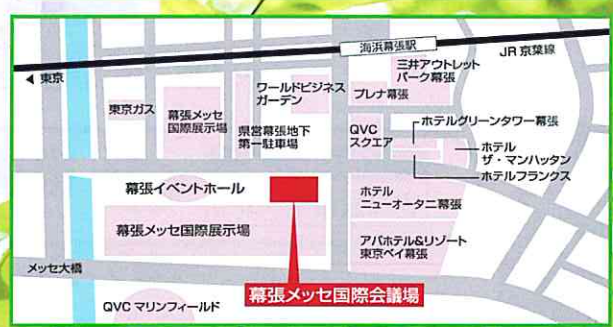 海浜幕張駅
JR 京葉線
東京
三井アウトレット
パーク幕張
ワールドビジネス
ガーデン
プレナ幕張
東京ガス
幕張メッセ
国際展示場
県営幕張地下
第一駐車場
QVC
スクエア
ホテルグリーンタワー幕張
ホテル
ザ・マンハッタン
ホテルフランクス
幕張イベントホール
ホテル
ニューオータニ幕張
幕張メッセ国際展示場
アパホテル&リゾート
東京ベイ幕張
メッセ大橋
幕張メッセ国際会議場
QVC マリンフィールド